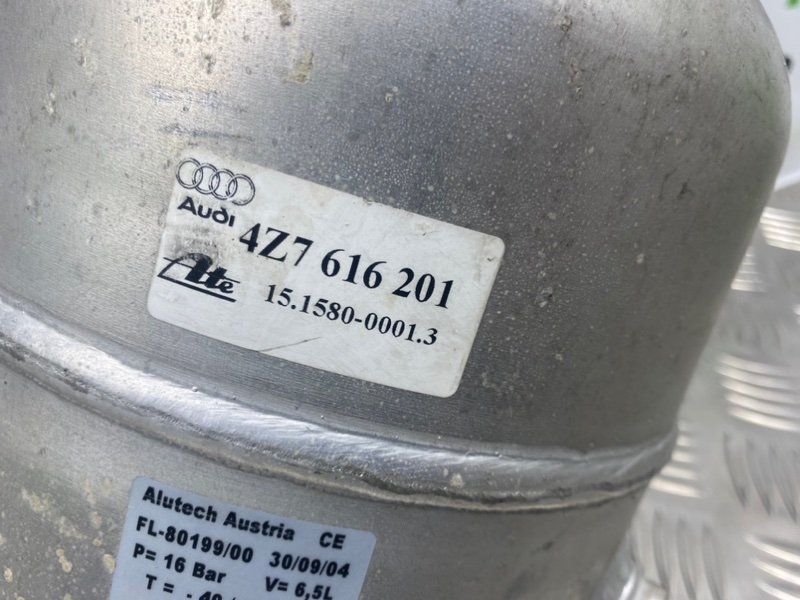 Audi
4Z7 616 201
Ate
15.1580-0001.3
Alutech Austria CE
FL-80199/00 30/09/04
P= 16 Bar V= 6,5L
T = - 40